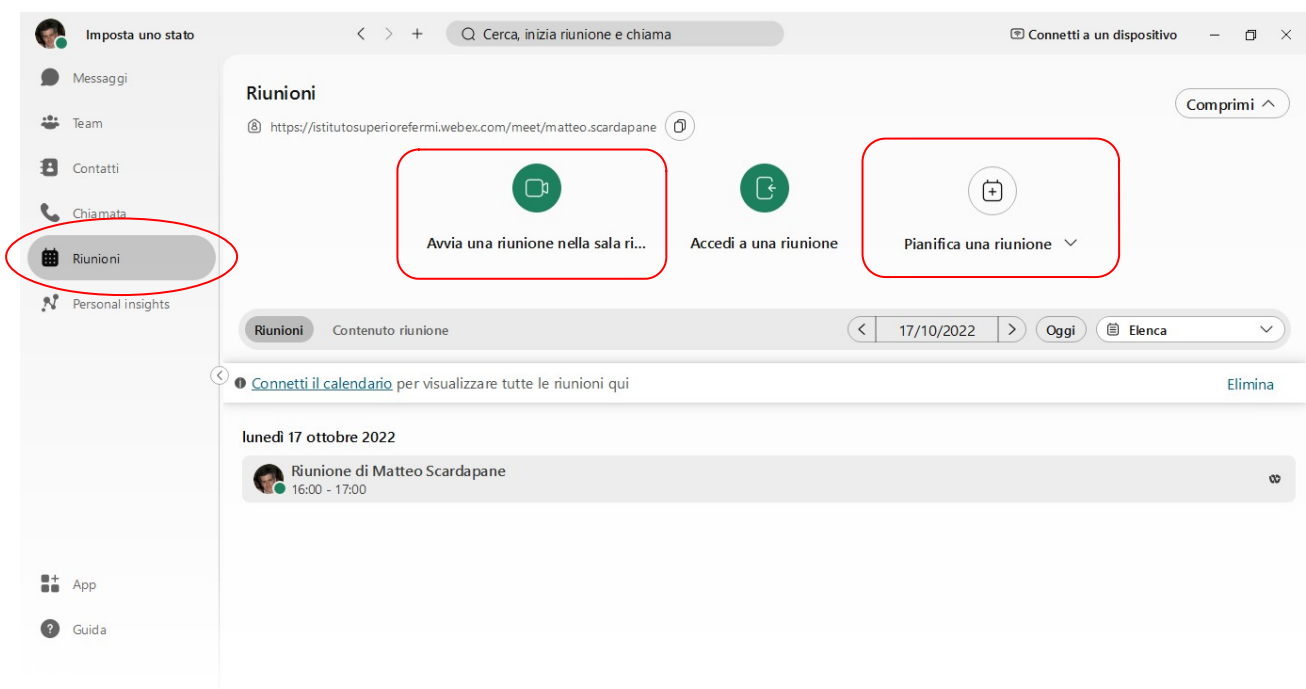 Imposta uno stato
Cerca, inizia riunione e chiama
Connetti a un dispositivo
Messaggi
Team
Contatti
Chiamata
Riunioni
Personal insights
App
Guida
Riunioni
Comprimi
https://istitutosuperiorefermi.webex.com/meet/matteo.scardapane
Avvia una riunione nella sala ri...
Accedi a una riunione
Pianifica una riunione
Riunioni
Contenuto riunione
17/10/2022
Oggi
Elenca
Connetti il calendario per visualizzare tutte le riunioni qui
Elimina
lunedì 17 ottobre 2022
Riunione di Matteo Scardapane
16:00 - 17:00